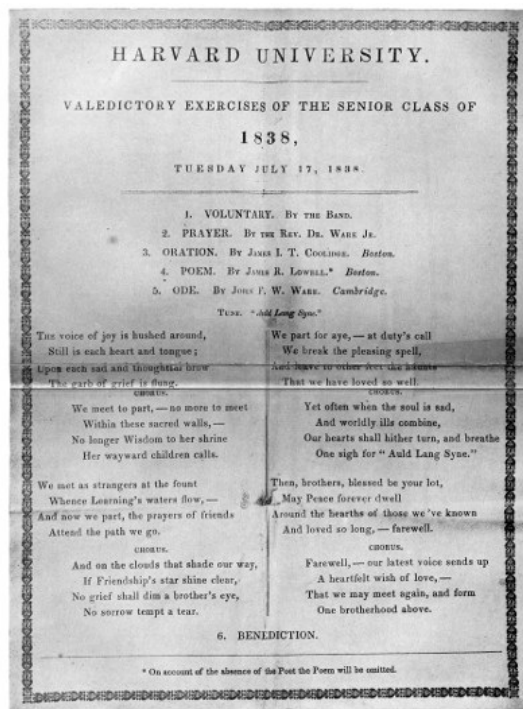 HARVARD UNIVERSITY.
VALEDICTORY EXERCISES OF THE SENIOR CLASS OF
1838,
TUESDAY JULY 17, 1838.
1. VOLUNTARY. By the Band.
2. PRAYER. By the Rev. Dr. Ware Jr.
3. ORATION. By James I. T. Coolidge. Boston.
4. POEM. By James R. Lowell.* Boston.
5. ODE. By John F. W. Ware. Cambridge.
Tune. "Auld Lang Syne."
The voice of joy is hushed around,
Still is each heart and tongue;
Upon each sad and thoughtful brow
The garb of grief is flung.
CHORUS.
We meet to part, — no more to meet
Within these sacred walls, —
No longer Wisdom to her shrine
Her wayward children calls.
We met as strangers at the fount
Whence Learning's waters flow, —
And now we part, the prayers of friends
Attend the path we go.
CHORUS.
And on the clouds that shade our way,
If Friendship's star shine clear,
No grief shall dim a brother's eye,
No sorrow tempt a tear.
We part for aye, — at duty's call
We break the pleasing spell,
And leave to other feet the haunts
That we have loved so well.
CHORUS.
Yet often when the soul is sad,
And worldly ills combine,
Our hearts shall hither turn, and breathe
One sigh for "Auld Lang Syne."
Then, brothers, blessed be your lot,
May Peace forever dwell
Around the hearths of those we've known
And loved so long, — farewell.
CHORUS.
Farewell, — our latest voice sends up
A heartfelt wish of love, —
That we may meet again, and form
One brotherhood above.
6. BENEDICTION.
* On account of the absence of the Poet the Poem will be omitted.